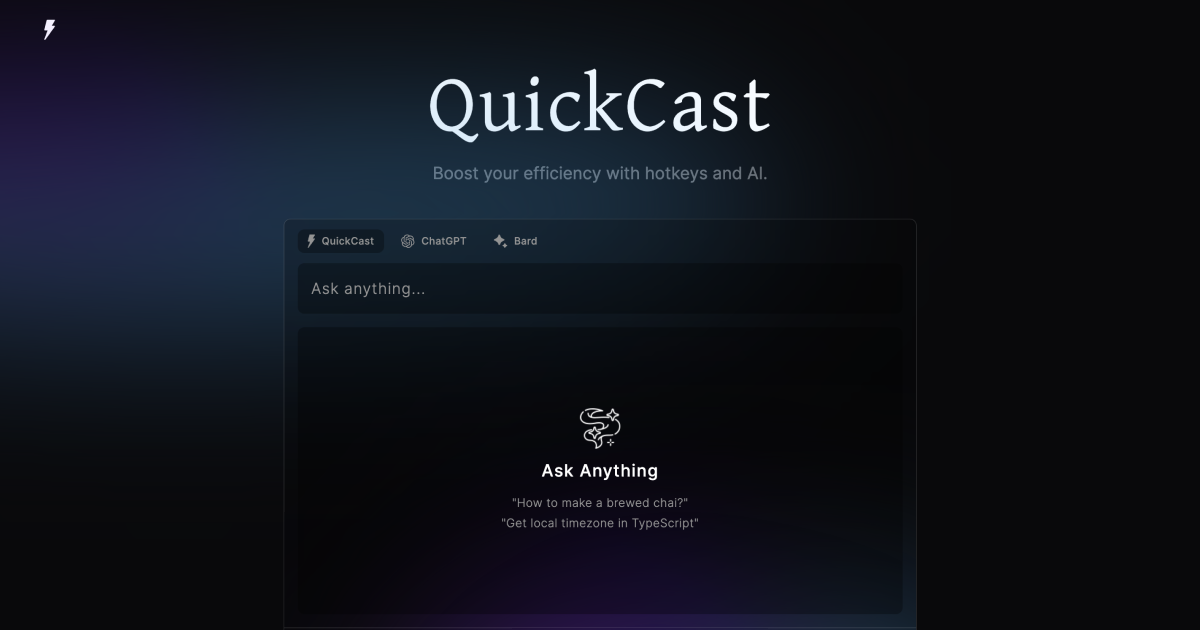 QuickCast
Boost your efficiency with hotkeys and AI.
QuickCast ChatGPT Bard
Ask anything...
Ask Anything
"How to make a brewed chai?"
"Get local timezone in TypeScript"